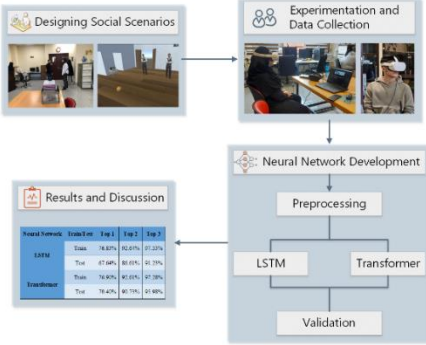 Designing Social Scenarios
Experimentation and
Data Collection
Neural Network Development
Preprocessing
LSTM
Transformer
Validation
Results and Discussion
Neural Network Train/Test Top 1 Top 2 Top 3
LSTM
Train
Test
Transformer
Train
Test